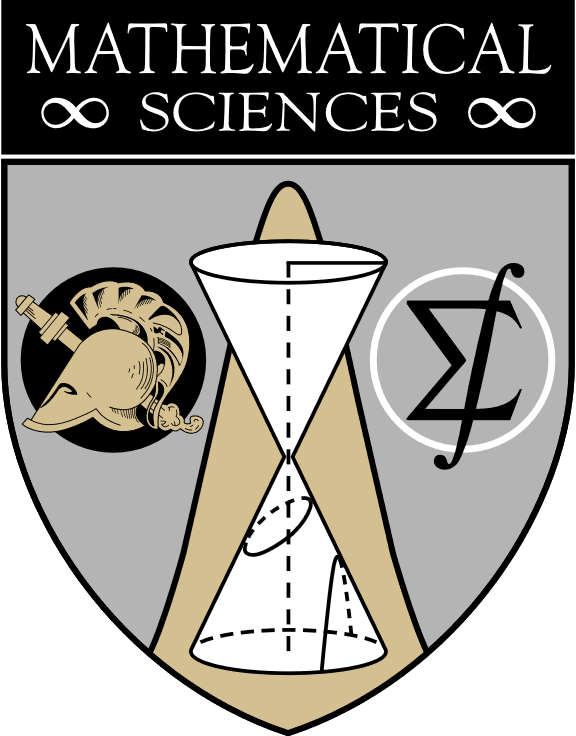 MATHEMATICAL
∞ SCIENCES ∞
∑∫